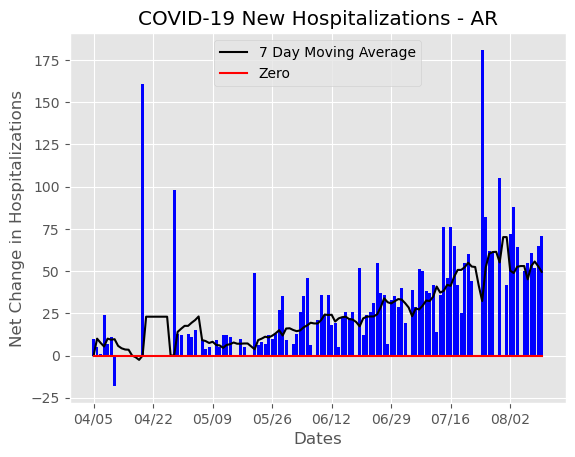 COVID-19 New Hospitalizations - AR
7 Day Moving Average
Zero
Net Change in Hospitalizations
175
150
125
100
75
50
25
0
−25
04/05 04/22 05/09 05/26 06/12 06/29 07/16 08/02
Dates